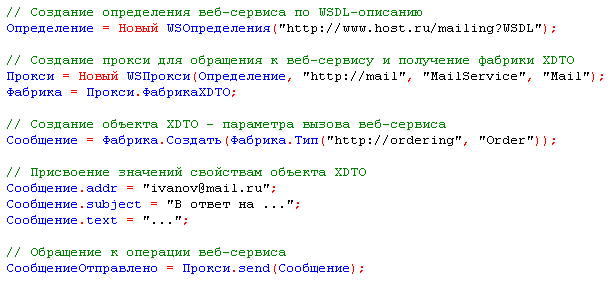 // Создание определения веб-сервиса по WSDL-описанию
Определение = Новый WSОпределения("http://www.host.ru/mailing?WSDL");
// Создание прокси для обращения к веб-сервису и получение фабрики XDTO
Прокси = Новый WSПрокси(Определение, "http://mail", "MailService", "Mail");
Фабрика = Прокси.ФабрикаXDTO;
// Создание объекта XDTO - параметра вызова веб-сервиса
Сообщение = Фабрика.Создать(Фабрика.Тип("http://ordering", "Order"));
// Присвоение значений свойствам объекта XDTO
Сообщение.addr = "ivanov@mail.ru";
Сообщение.subject = "В ответ на ...";
Сообщение.text = "...";
// Обращение к операции веб-сервиса
СообщениеОтправлено = Прокси.send(Сообщение);